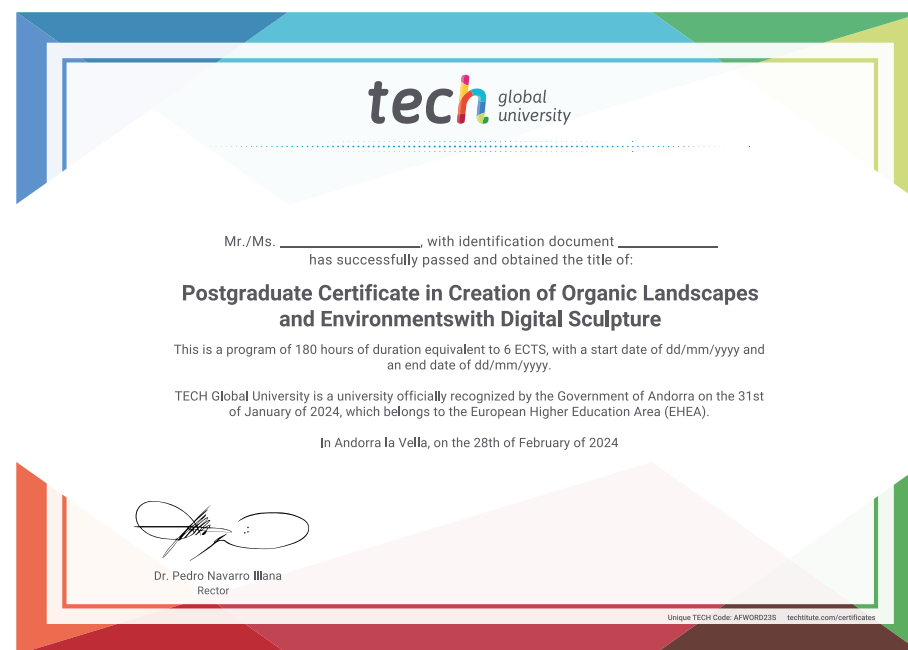 tech global
university
Mr./Ms. ____________________, with identification document ______________
has successfully passed and obtained the title of:
Postgraduate Certificate in Creation of Organic Landscapes
and Environmentswith Digital Sculpture
This is a program of 180 hours of duration equivalent to 6 ECTS, with a start date of dd/mm/yyyy and
an end date of dd/mm/yyyy.
TECH Global University is a university officially recognized by the Government of Andorra on the 31st
of January of 2024, which belongs to the European Higher Education Area (EHEA).
In Andorra la Vella, on the 28th of February of 2024
Dr. Pedro Navarro Illana
Rector
Unique TECH Code: AFWORD23S techtitute.com/certificates